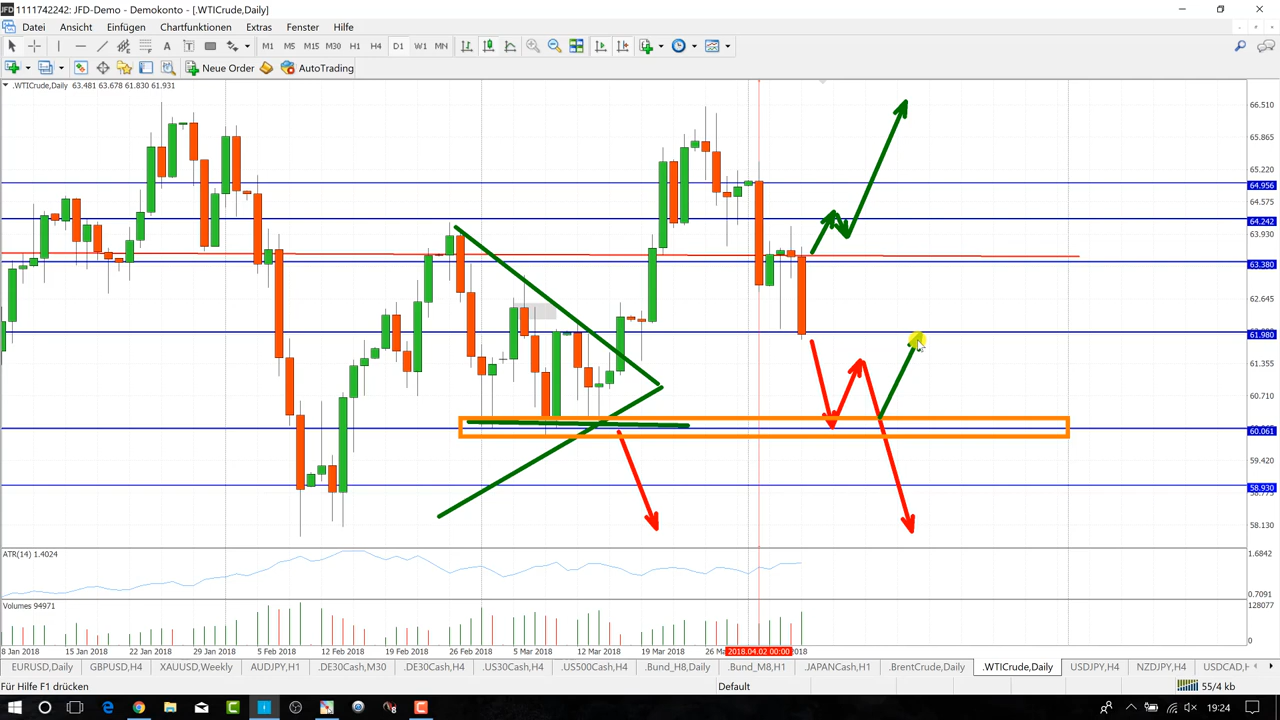 JFD 1111742242: JFD-Demo - Demokonto - [.WTICrude,Daily]
Datei Ansicht Einfügen Chartfunktionen Extras Fenster Hilfe
A T M1 M5 M15 M30 H1 H4 D1 W1 MN
Neue Order AutoTrading
.WTICrude,Daily 63.481 63.678 61.830 61.931
66.510
65.865
65.220
64.956
64.575
64.242
63.930
63.380
62.645
61.980
61.355
60.710
60.061
59.420
58.930
58.775
58.130
ATR(14) 1.4024
1.6842
0.7091
Volumes 94971
128077
0
8 Jan 2018 15 Jan 2018 22 Jan 2018 29 Jan 2018 5 Feb 2018 12 Feb 2018 19 Feb 2018 26 Feb 2018 5 Mar 2018 12 Mar 2018 19 Mar 2018 26 Ma 2018.04.02 00:00 2018
EURUSD,Daily GBPUSD,H4 XAUUSD,Weekly AUDJPY,H1 .DE30Cash,M30 .DE30Cash,H4 .US30Cash,H4 .US500Cash,H4 .Bund_H8,Daily .Bund_M8,H1 .JAPANCash,H1 .BrentCrude,Daily .WTICrude,Daily USDJPY,H4 NZDJPY,H4 USDCAD,H
Für Hilfe F1 drücken Default 55/4 kb
19:24